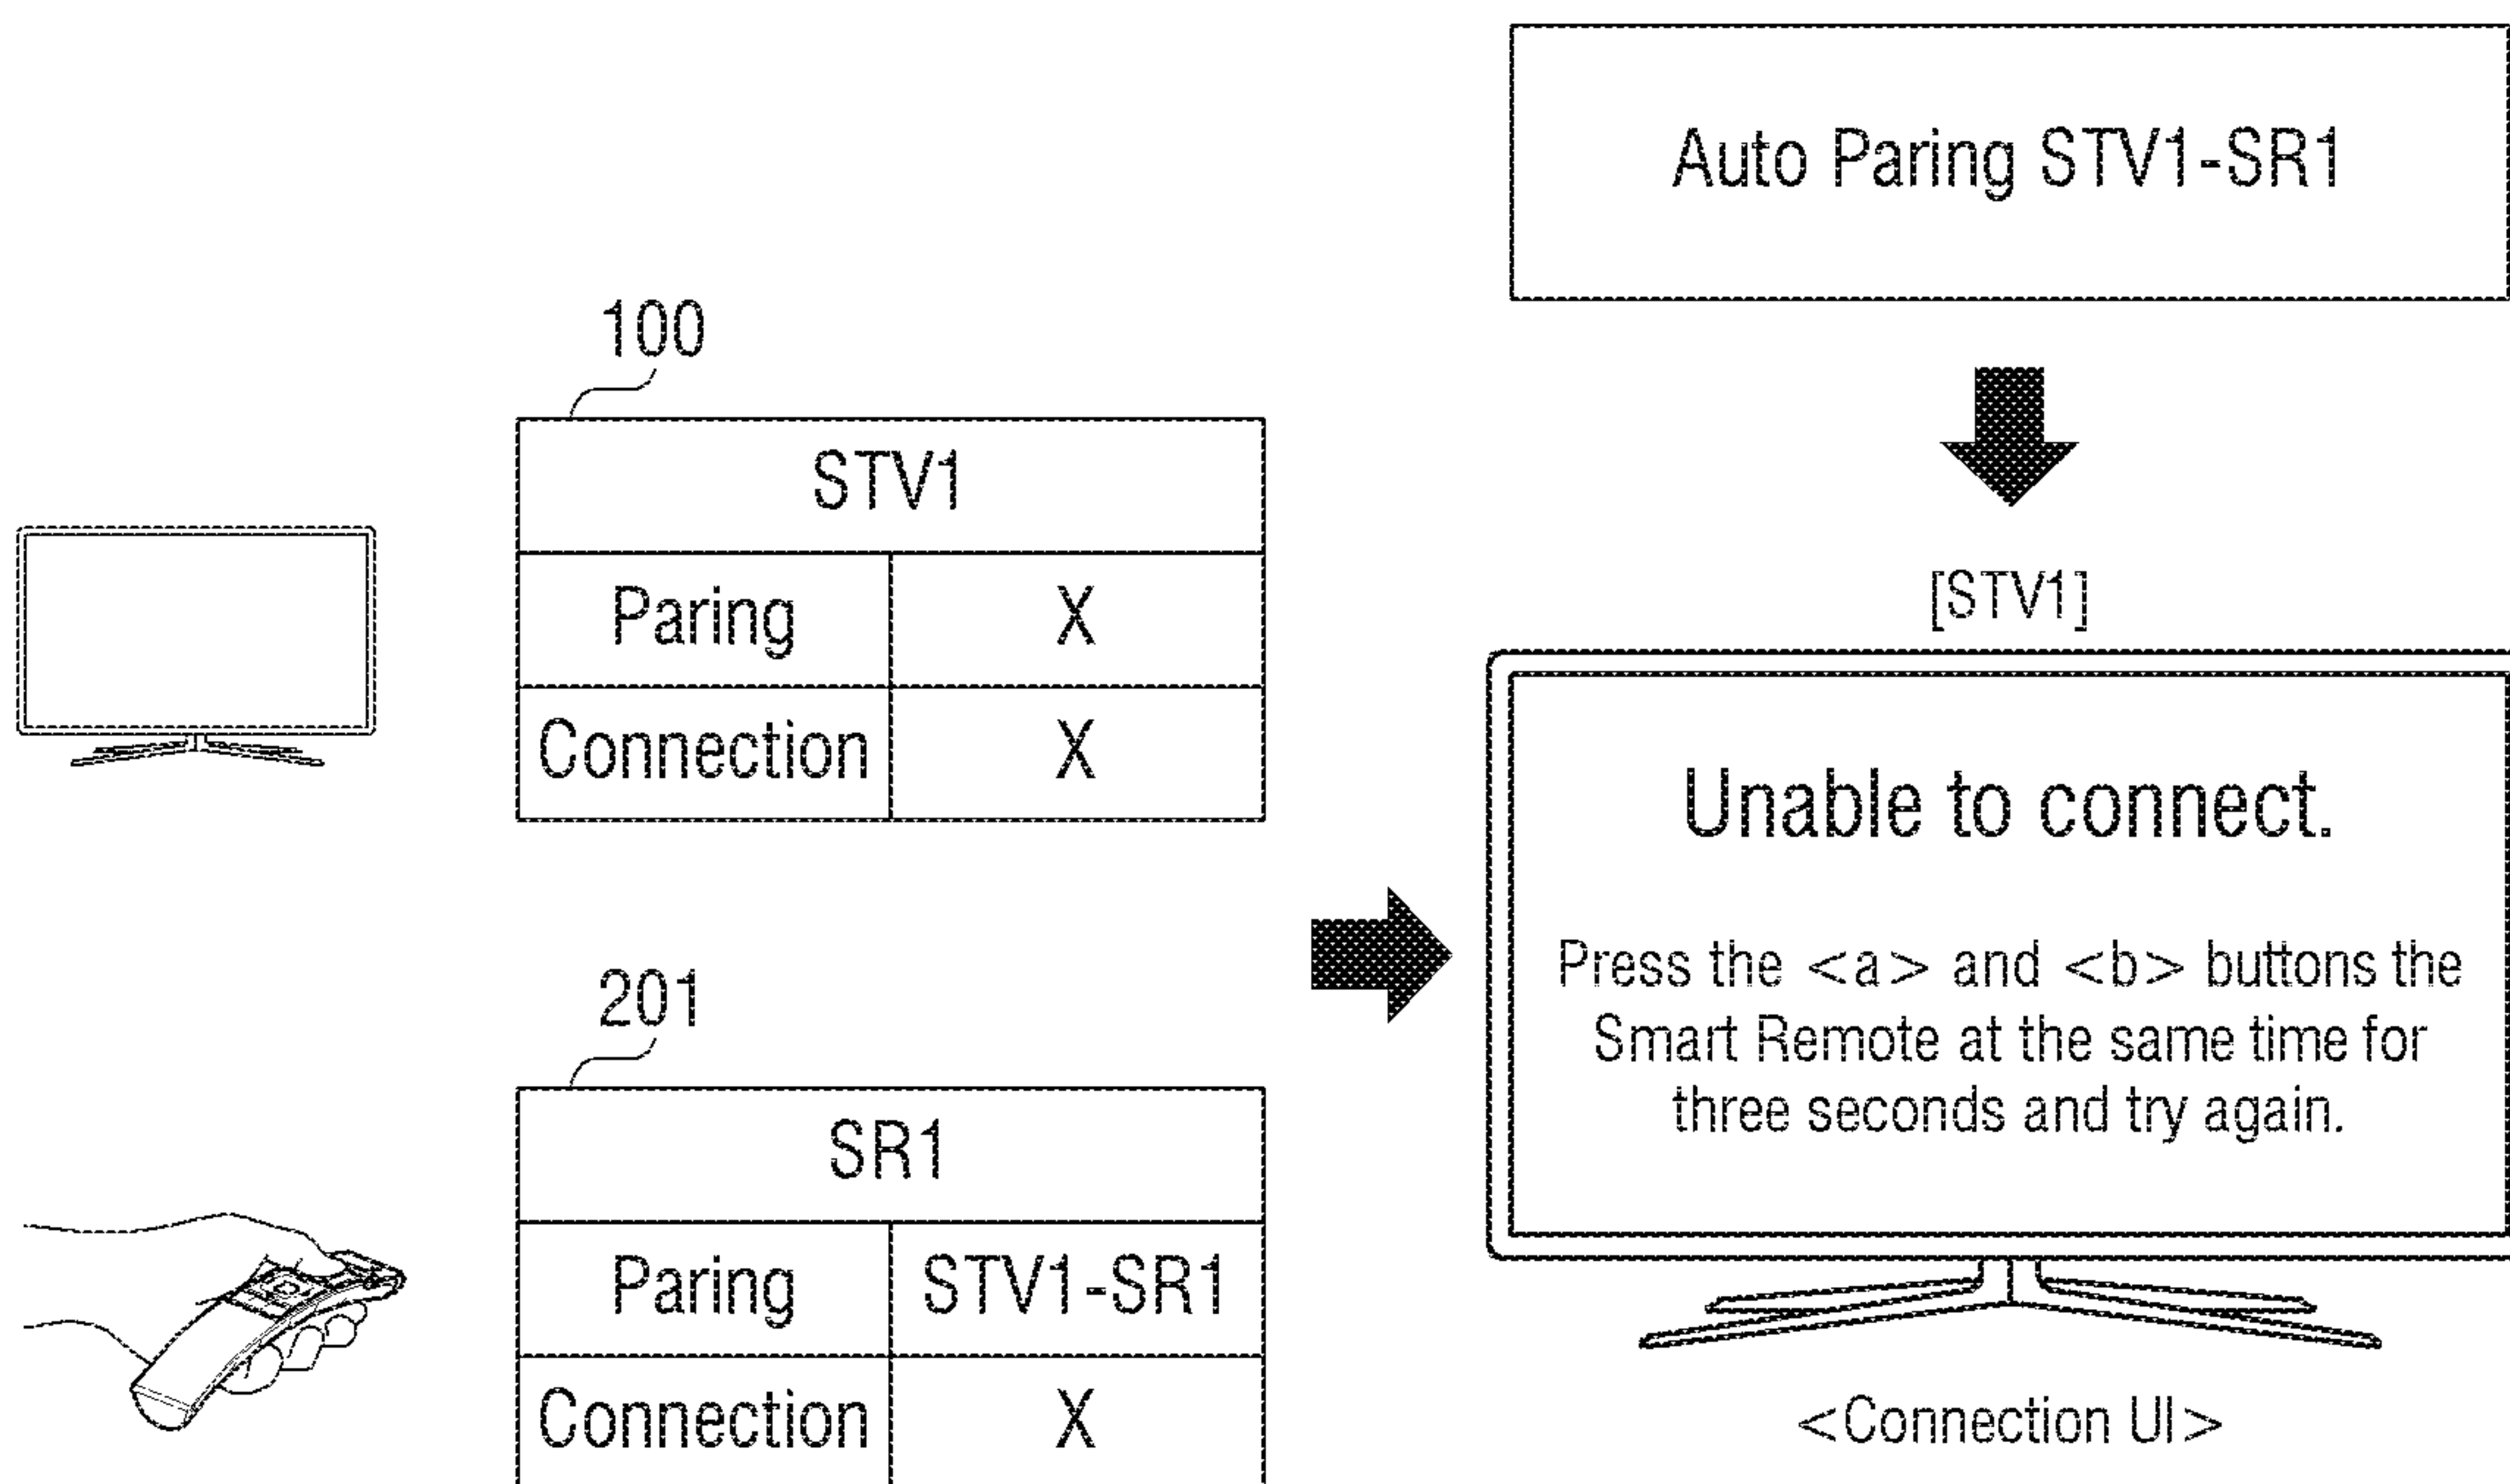 Auto Paring STV1-SR1
100
STV1
Paring X
Connection X
[STV1]
Unable to connect.
Press the <a> and <b> buttons the
Smart Remote at the same time for
three seconds and try again.
201
SR1
Paring STV1-SR1
Connection X
<Connection UI>